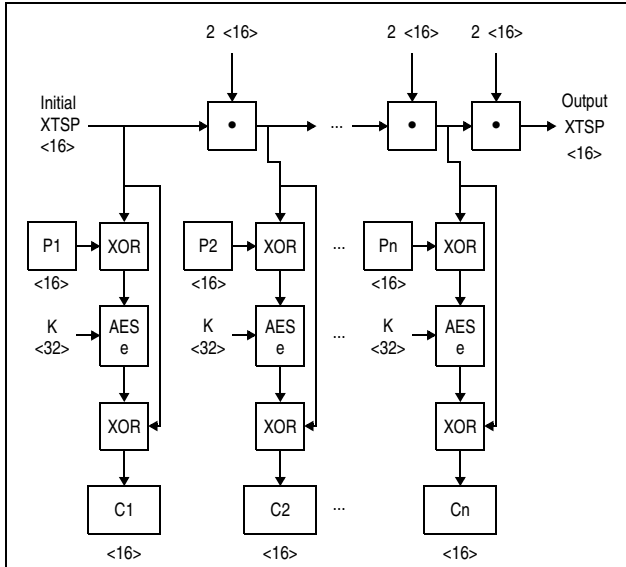 2 <16> 2 <16> 2 <16>
Initial XTSP <16>
• ... • •
Output XTSP <16>
P1 XOR P2 XOR ... Pn XOR
<16> <16> <16>
K <32> AES e K <32> AES e ... K <32> AES e
XOR XOR XOR
C1 C2 ... Cn
<16> <16> <16>